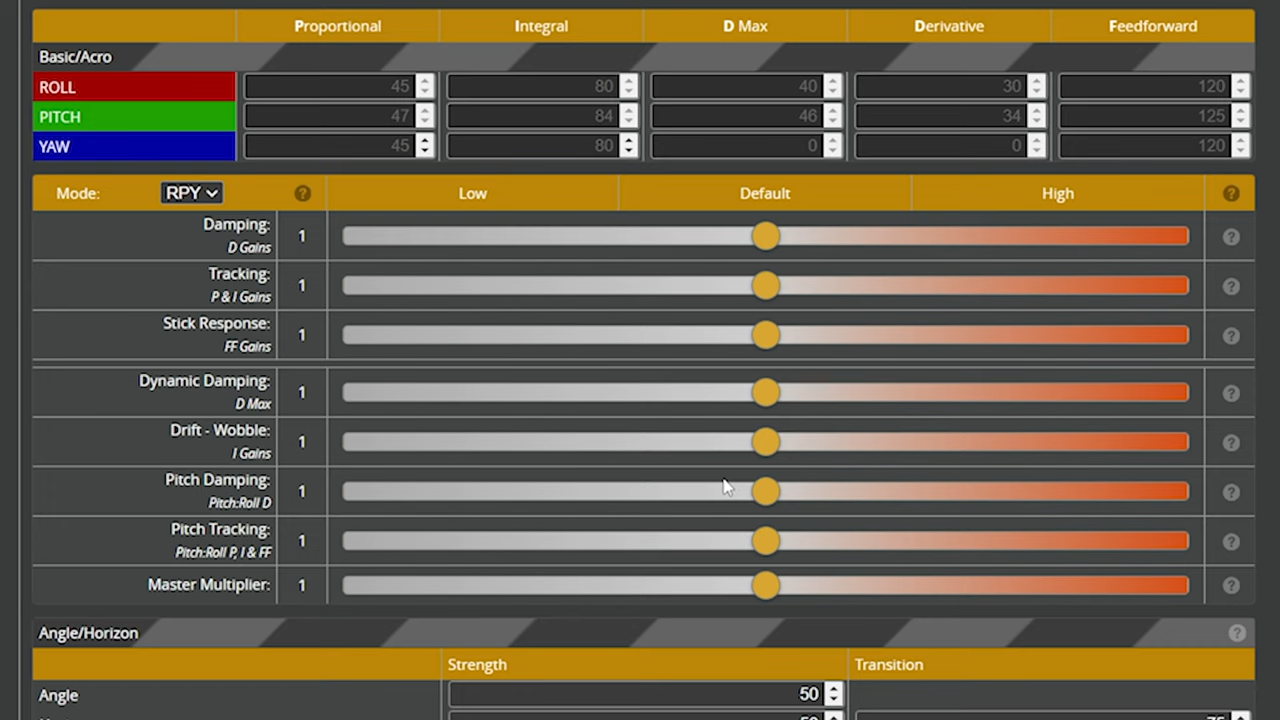 Proportional Integral D Max Derivative Feedforward
Basic/Acro
ROLL 45 80 40 30 120
PITCH 47 84 46 34 125
YAW 45 80 0 0 120
Mode: RPY ? Low Default High ?
Damping:
D Gains
1 ?
Tracking:
P & I Gains
1 ?
Stick Response:
FF Gains
1 ?
Dynamic Damping:
D Max
1 ?
Drift - Wobble:
I Gains
1 ?
Pitch Damping:
Pitch:Roll D
1 ?
Pitch Tracking:
Pitch:Roll P, I & FF
1 ?
Master Multiplier: 1 ?
Angle/Horizon ?
Strength Transition
Angle 50